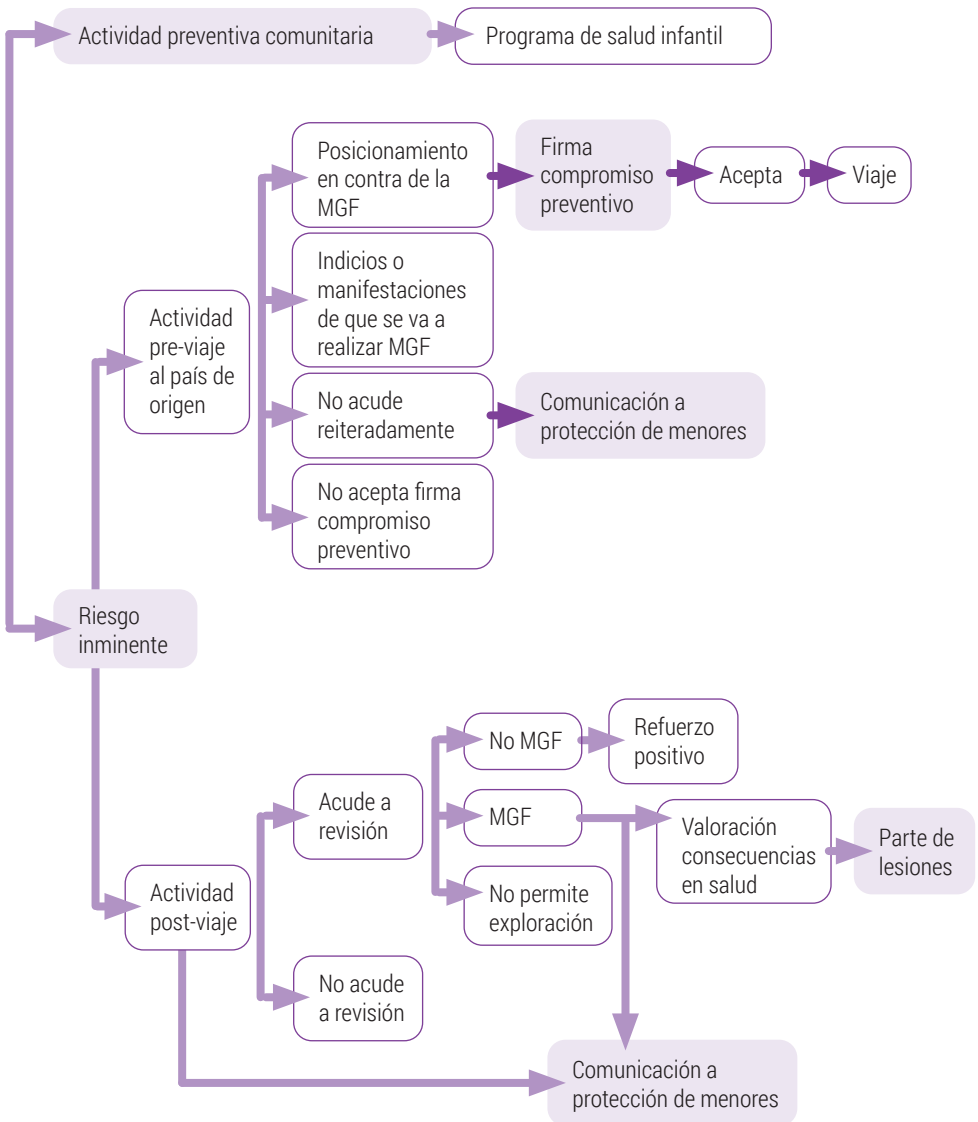 Actividad preventiva comunitaria
Programa de salud infantil
Posicionamiento
en contra de la
MGF
Firma
compromiso
preventivo
Acepta
Viaje
Indicios o
manifestaciones
de que se va a
realizar MGF
Actividad
pre-viaje
al país de
origen
No acude
reiteradamente
Comunicación a
protección de menores
No acepta firma
compromiso
preventivo
Riesgo
inminente
No MGF
Refuerzo
positivo
Acude a
revisión
MGF
Valoración
consecuencias
en salud
Parte de
lesiones
Actividad
post-viaje
No permite
exploración
No acude
a revisión
Comunicación a
protección de menores